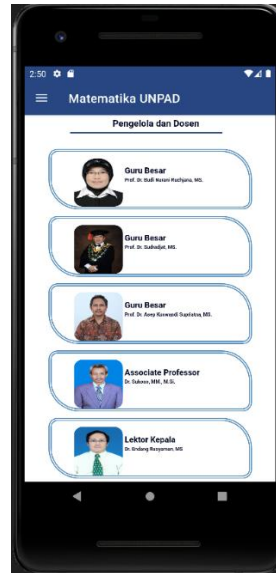 2:50
Matematika UNPAD
Pengelola dan Dosen
Guru Besar
Prof. Dr. Budi Nurani Ruchjana, MS.
Guru Besar
Prof. Dr. Sudradjat, MS.
Guru Besar
Prof. Dr. Asep Kuswandi Supriatna, MS.
Associate Professor
Dr. Sukono, MM., M.Si.
Lektor Kepala
Dr. Endang Rusyaman, MS